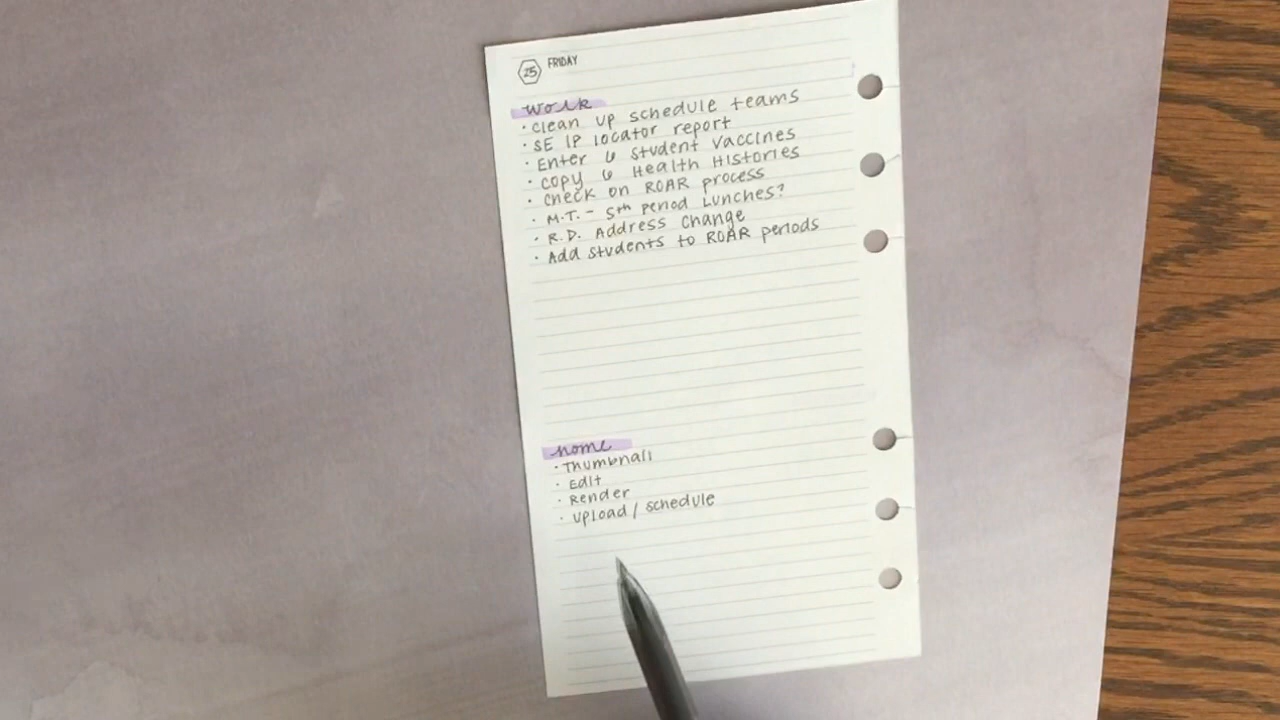 25 FRIDAY
work
· clean up schedule teams
· SE IP locator report
· Enter 6 student vaccines
· copy 6 Health Histories
· check on ROAR process
· M.T. - 5th period Lunches?
· R.D. Address change
· Add students to ROAR periods
home
· Thumbnail
· Edit
· Render
· upload / schedule